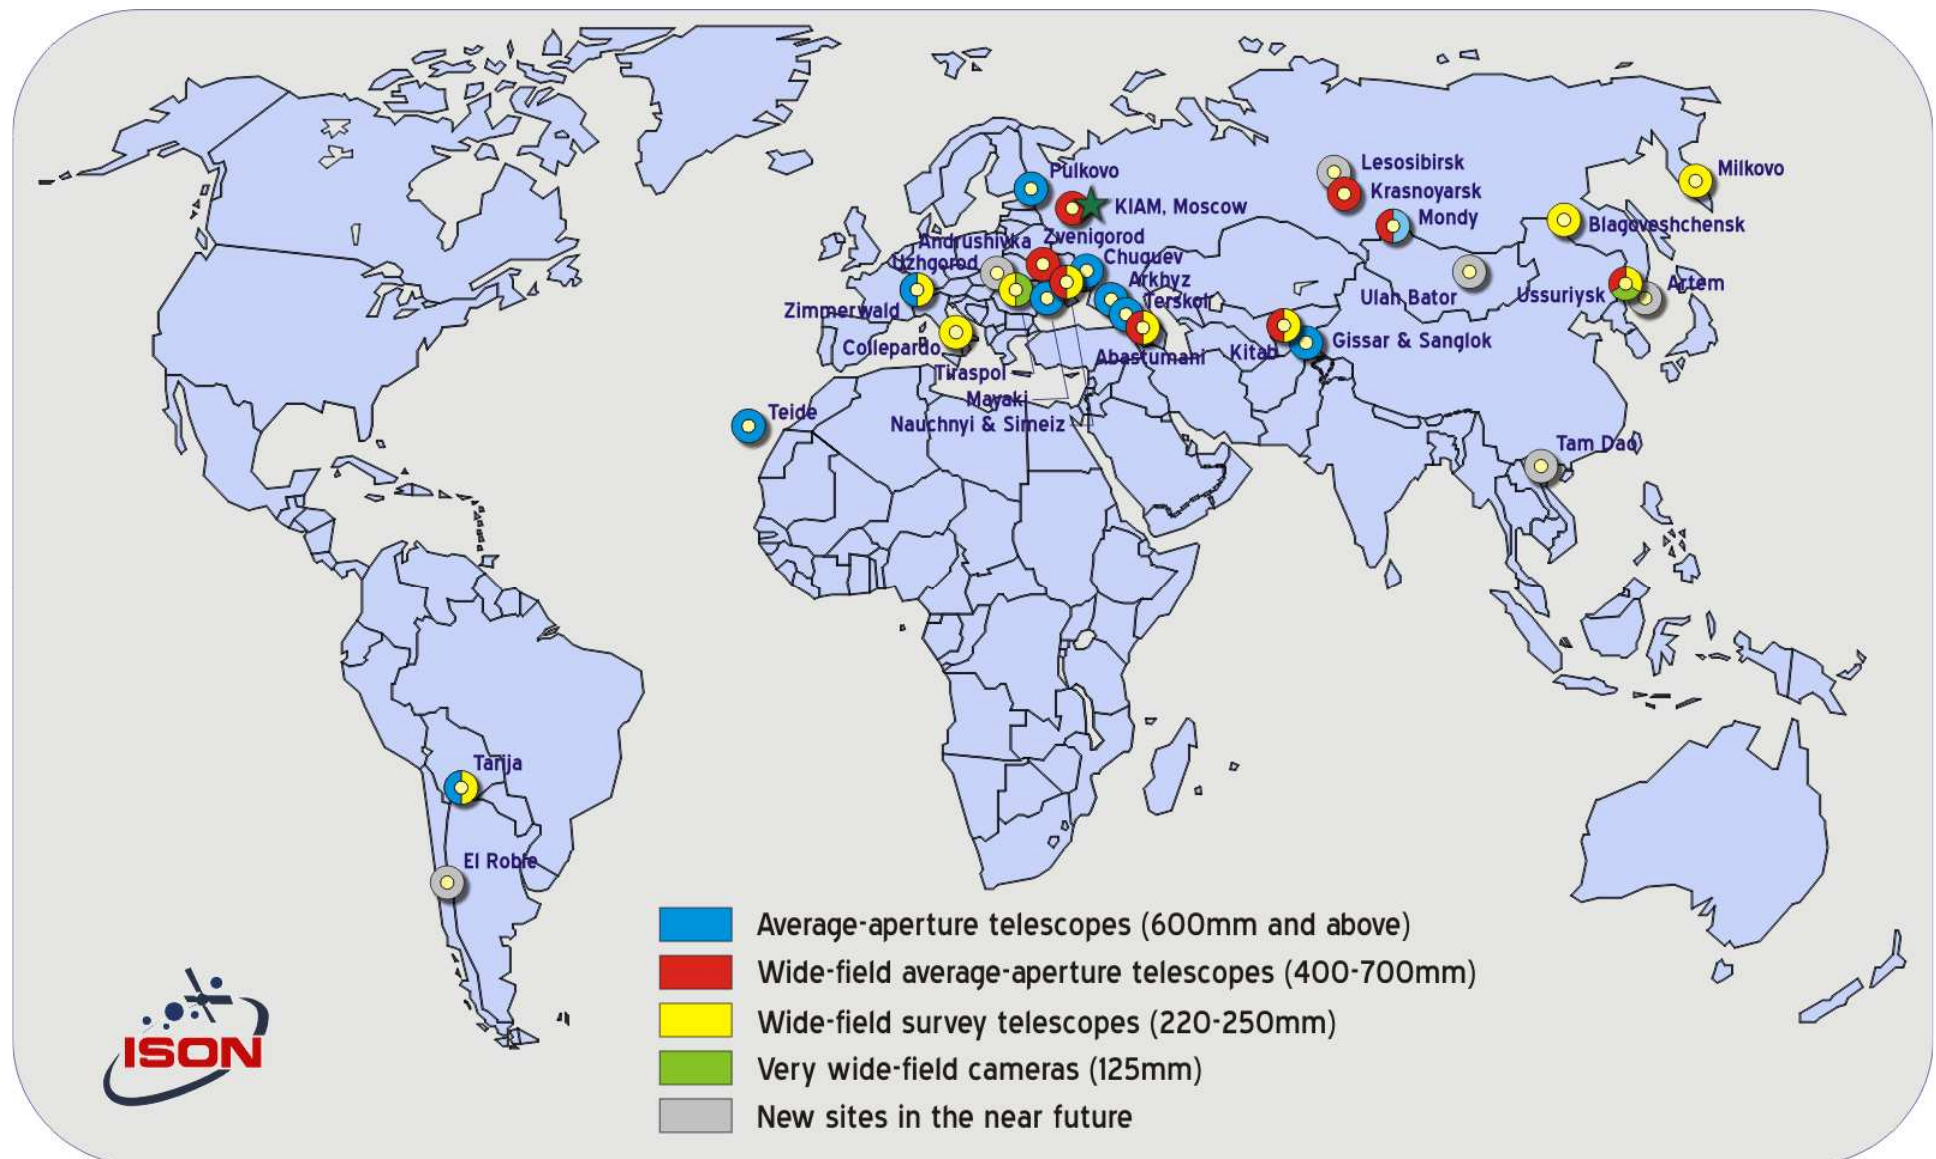 Pulkovo
Lesosibirsk
Milkovo
Krasnoyarsk
KIAM, Moscow
Mondy
Blagoveshchensk
Andrushivka
Zvenigorod
Uzhgorod
Chuguev
Arkhyz
Ulan Bator
Ussuriysk
Artem
Terskol
Zimmerwald
Collepardo
Abastumani
Kitab
Gissar & Sanglok
Tiraspol
Mayaki
Teide
Nauchnyi & Simeiz
Tam Dao
Tarija
El Roble
Average-aperture telescopes (600mm and above)
Wide-field average-aperture telescopes (400-700mm)
Wide-field survey telescopes (220-250mm)
Very wide-field cameras (125mm)
New sites in the near future
ISON